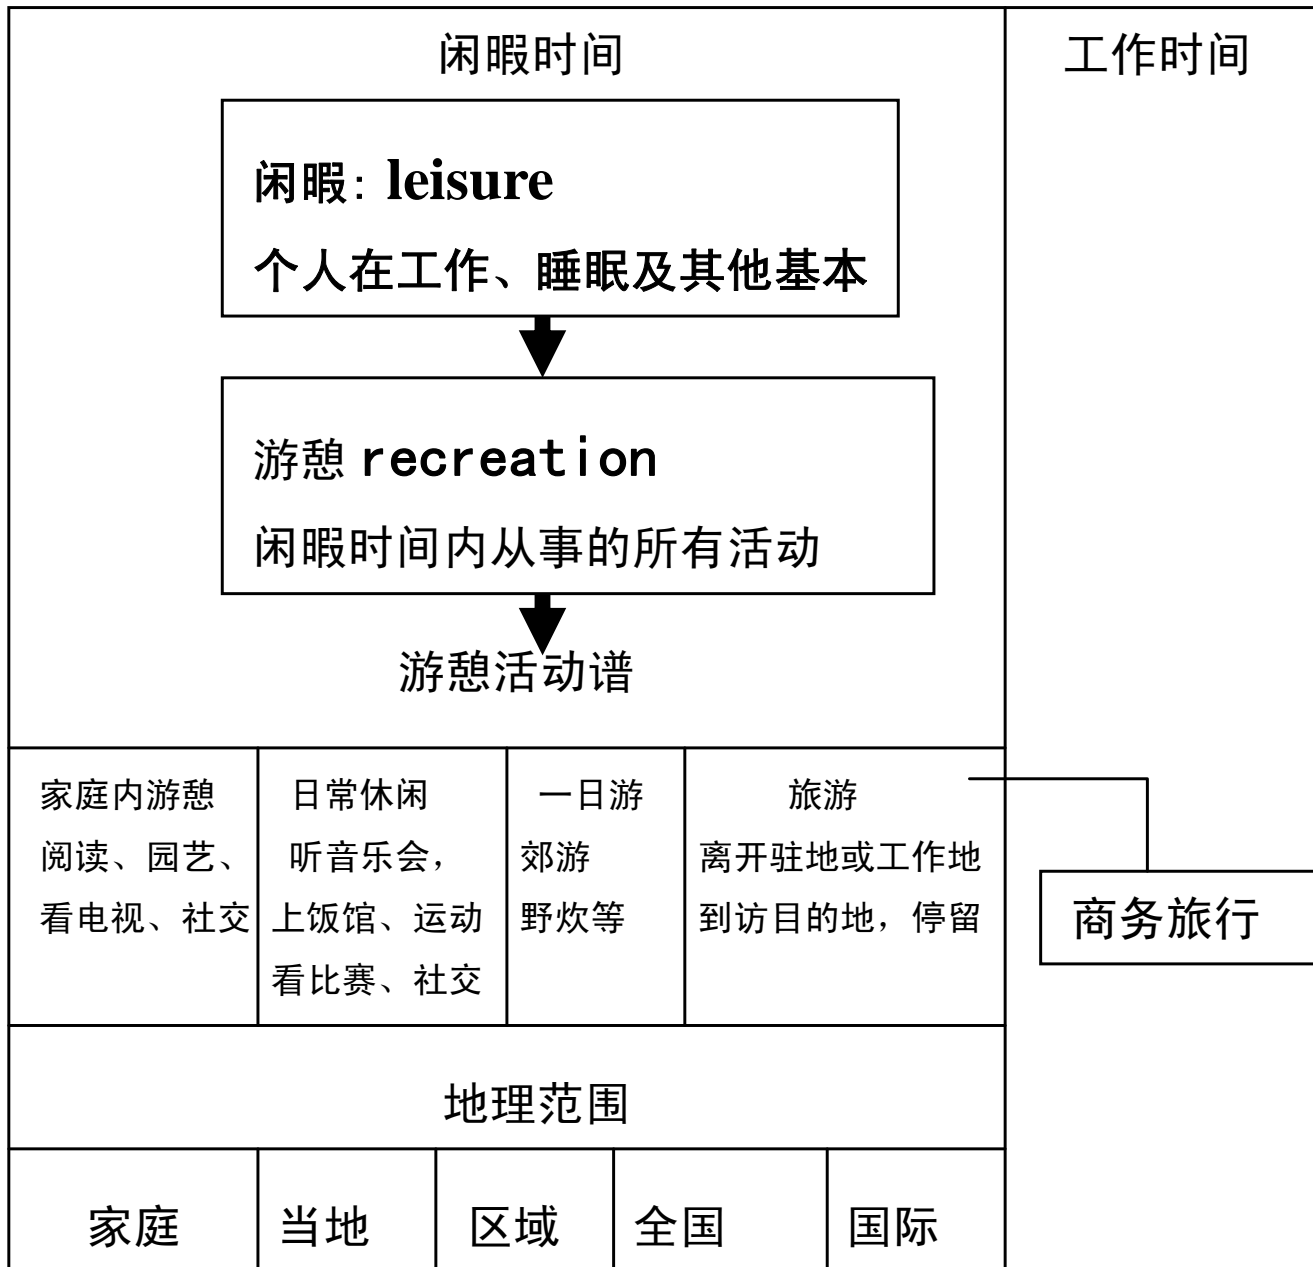 闲暇时间
工作时间
闲暇：leisure
个人在工作、睡眠及其他基本
游憩 recreation
闲暇时间内从事的所有活动
游憩活动谱
家庭内游憩
阅读、园艺、
看电视、社交
日常休闲
听音乐会，
上饭馆、运动
看比赛、社交
一日游
郊游
野炊等
旅游
离开驻地或工作地
到访目的地，停留
商务旅行
地理范围
家庭
当地
区域
全国
国际